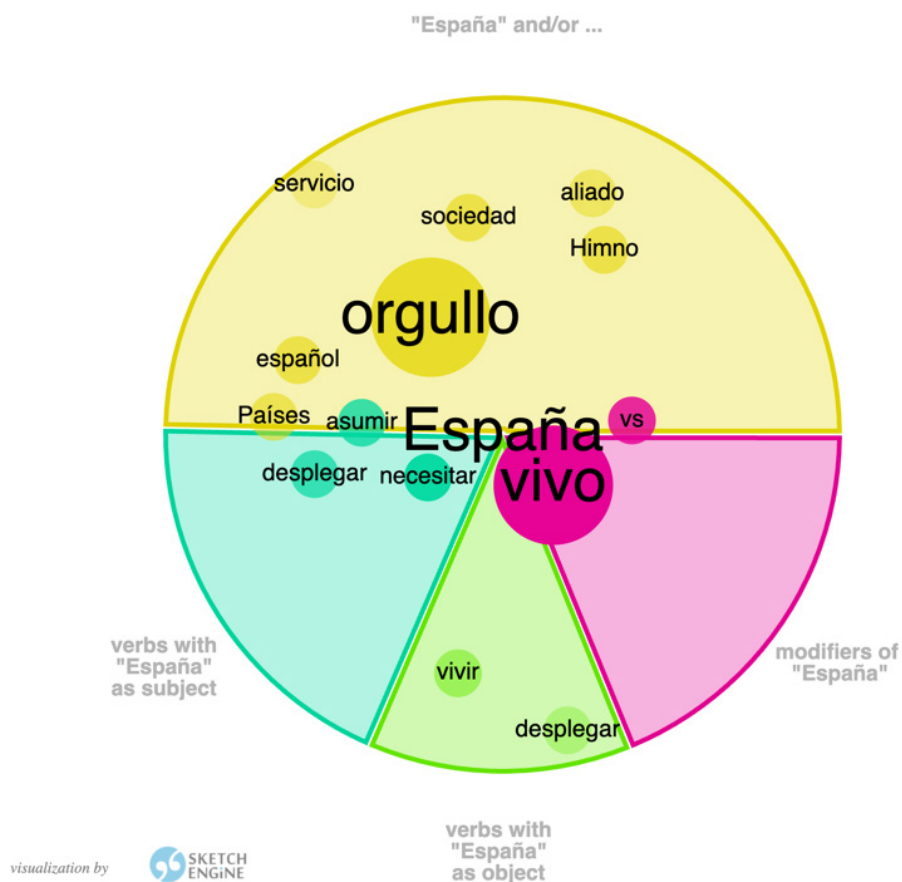 "España" and/or ...
servicio
sociedad
aliado
Himno
orgullo
español
Países
asumir
España
vs
desplegar
necesitar
vivo
verbs with
"España"
as subject
modifiers of
"España"
vivir
desplegar
verbs with
"España"
as object
visualization by
SKETCH
ENGINE